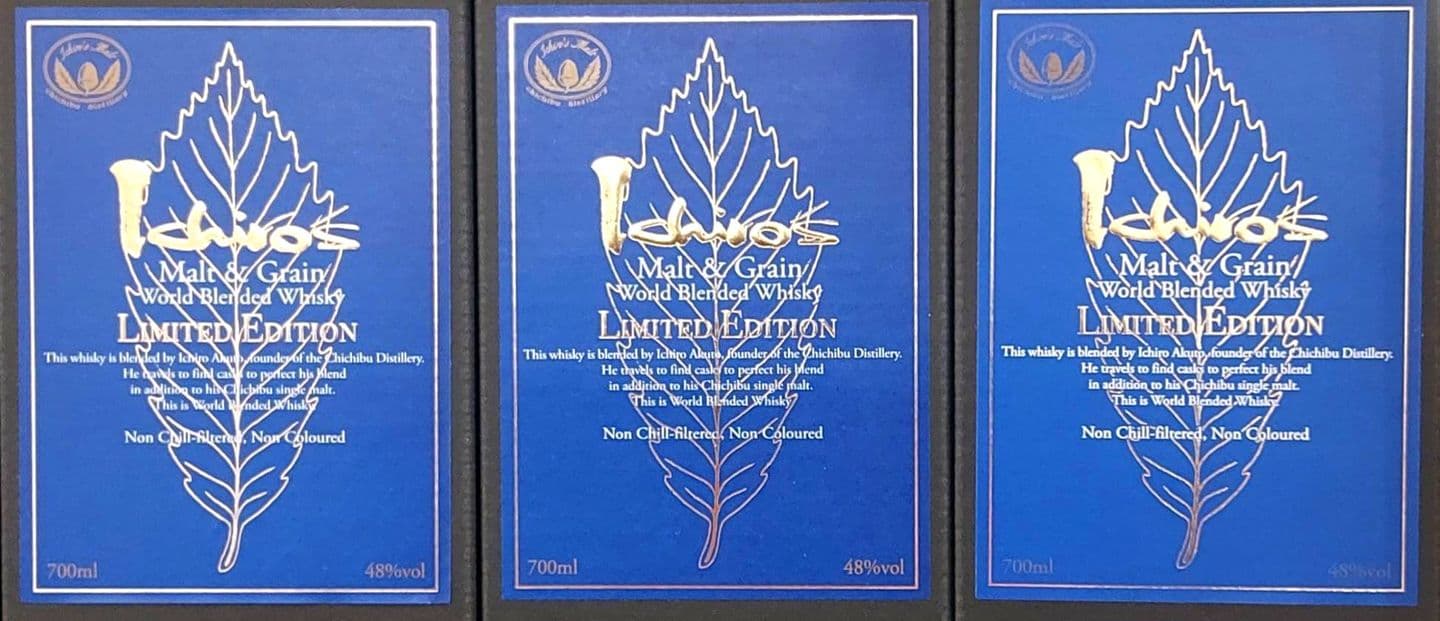 Ichiro's Malt
Chichibu Distillery
Ichiro's
Malt & Grain
World Blended Whisky
LIMITED EDITION
This whisky is blended by Ichiro Akuto, founder of the Chichibu Distillery.
He travels to find casks to perfect his blend
in addition to his Chichibu single malt.
This is World Blended Whisky.
Non Chill-filtered, Non Coloured
700ml
48%vol
Ichiro's Malt
Chichibu Distillery
Ichiro's
Malt & Grain
World Blended Whisky
LIMITED EDITION
This whisky is blended by Ichiro Akuto, founder of the Chichibu Distillery.
He travels to find casks to perfect his blend
in addition to his Chichibu single malt.
This is World Blended Whisky.
Non Chill-filtered, Non Coloured
700ml
48%vol
Ichiro's Malt
Chichibu Distillery
Ichiro's
Malt & Grain
World Blended Whisky
LIMITED EDITION
This whisky is blended by Ichiro Akuto, founder of the Chichibu Distillery.
He travels to find casks to perfect his blend
in addition to his Chichibu single malt.
This is World Blended Whisky.
Non Chill-filtered, Non Coloured
700ml
48%vol